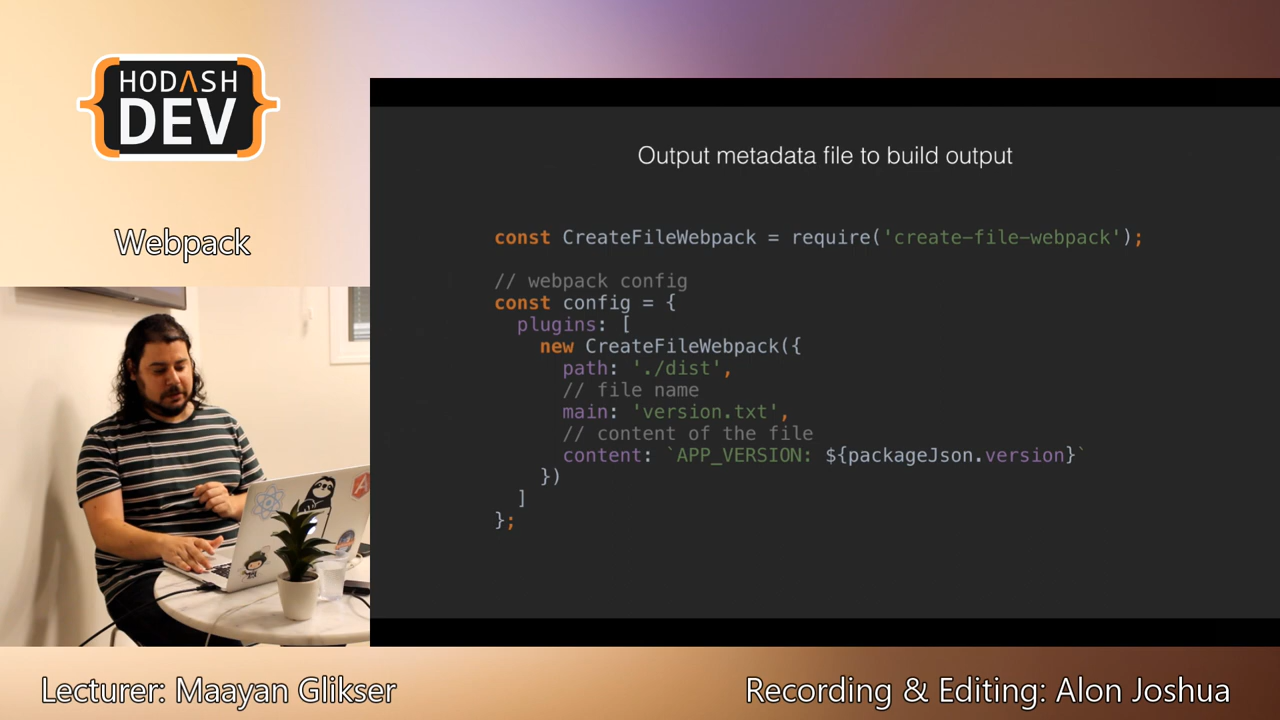 HODASH
DEV
Webpack
Output metadata file to build output
const CreateFileWebpack = require('create-file-webpack');
// webpack config
const config = {
plugins: [
new CreateFileWebpack({
path: './dist',
// file name
main: 'version.txt',
// content of the file
content: `APP_VERSION: ${packageJson.version}`
})
]
};
Lecturer: Maayan Glikser
Recording & Editing: Alon Joshua